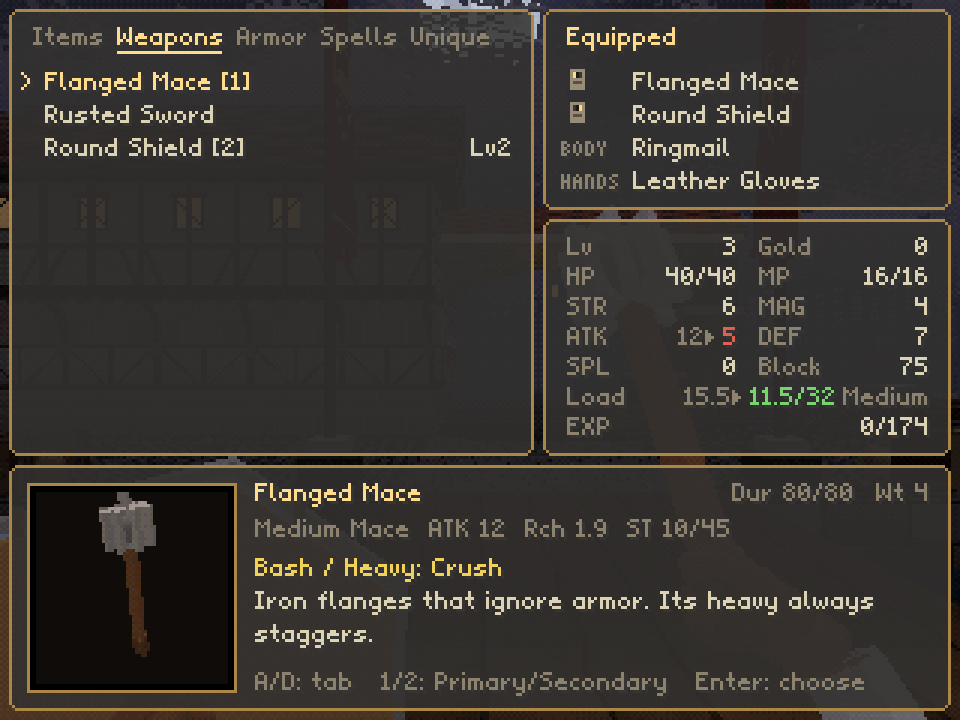 Items Weapons Armor Spells Unique
> Flanged Mace [1]
Rusted Sword
Round Shield [2] Lv2
Equipped
Flanged Mace
Round Shield
BODY Ringmail
HANDS Leather Gloves
Lv 3 Gold 0
HP 40/40 MP 16/16
STR 6 MAG 4
ATK 12▸ 5 DEF 7
SPL 0 Block 75
Load 15.5▸ 11.5/32 Medium
EXP 0/174
Flanged Mace Dur 80/80 Wt 4
Medium Mace ATK 12 Rch 1.9 ST 10/45
Bash / Heavy: Crush
Iron flanges that ignore armor. Its heavy always
staggers.
A/D: tab 1/2: Primary/Secondary Enter: choose